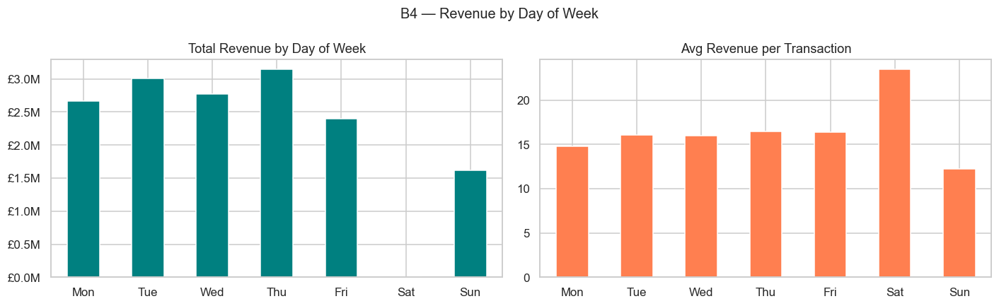 B4 — Revenue by Day of Week
Total Revenue by Day of Week
£3.0M
£2.5M
£2.0M
£1.5M
£1.0M
£0.5M
£0.0M
Mon Tue Wed Thu Fri Sat Sun
Avg Revenue per Transaction
20
15
10
5
0
Mon Tue Wed Thu Fri Sat Sun